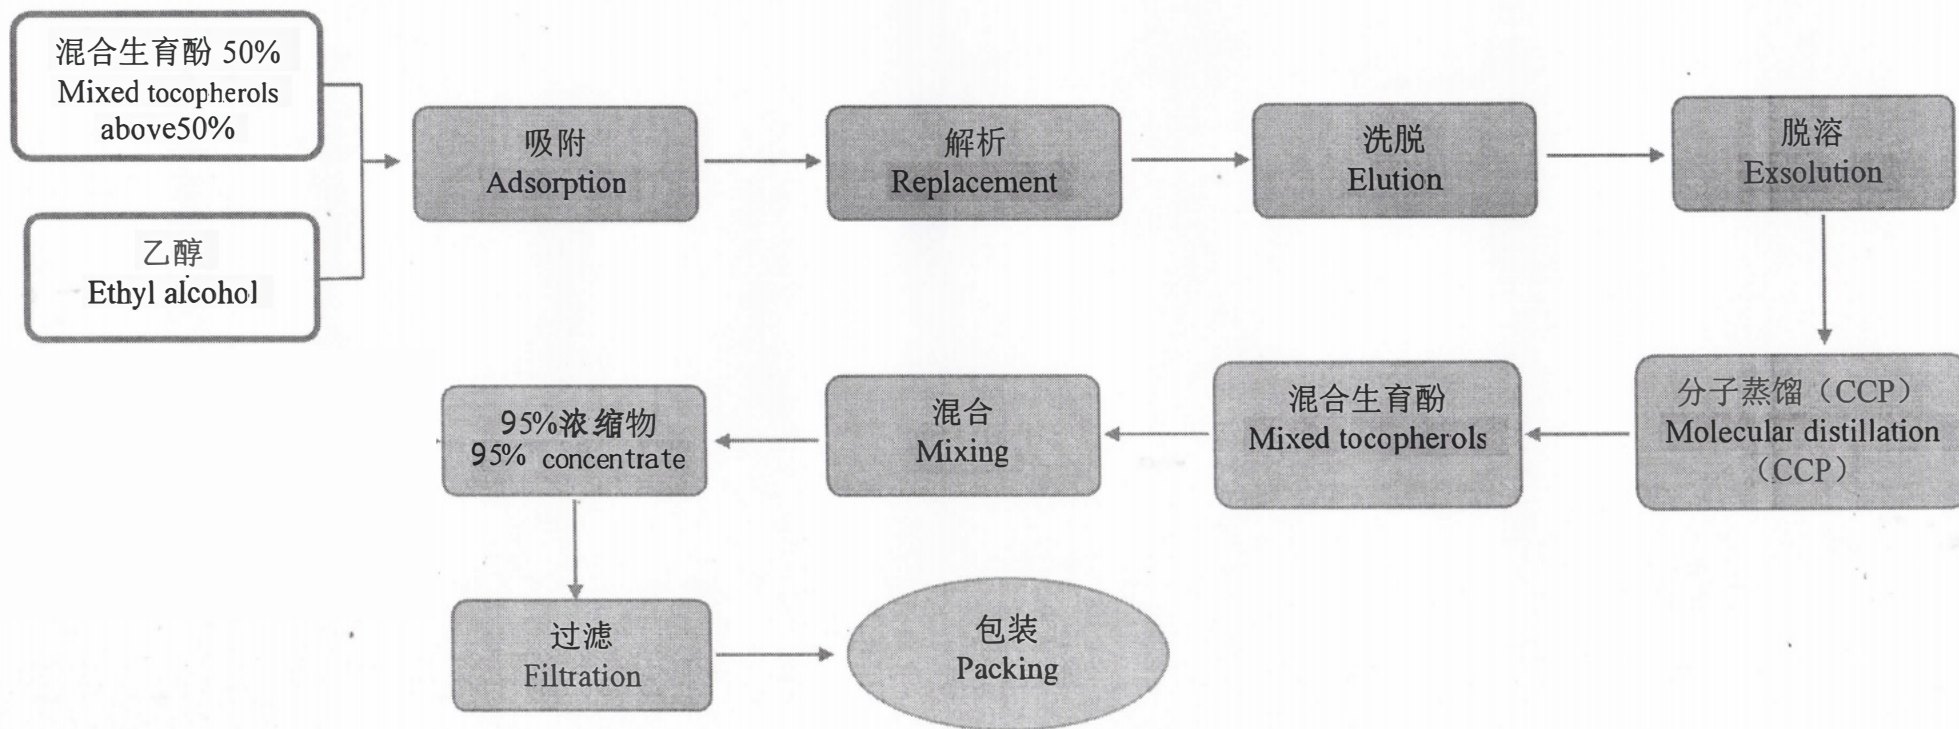 混合生育酚 50%
Mixed tocopherols
above50%
乙醇
Ethyl alcohol
吸附
Adsorption
解析
Replacement
洗脱
Elution
脱溶
Exsolution
分子蒸馏（CCP）
Molecular distillation
（CCP）
混合生育酚
Mixed tocopherols
混合
Mixing
95%浓缩物
95% concentrate
过滤
Filtration
包装
Packing